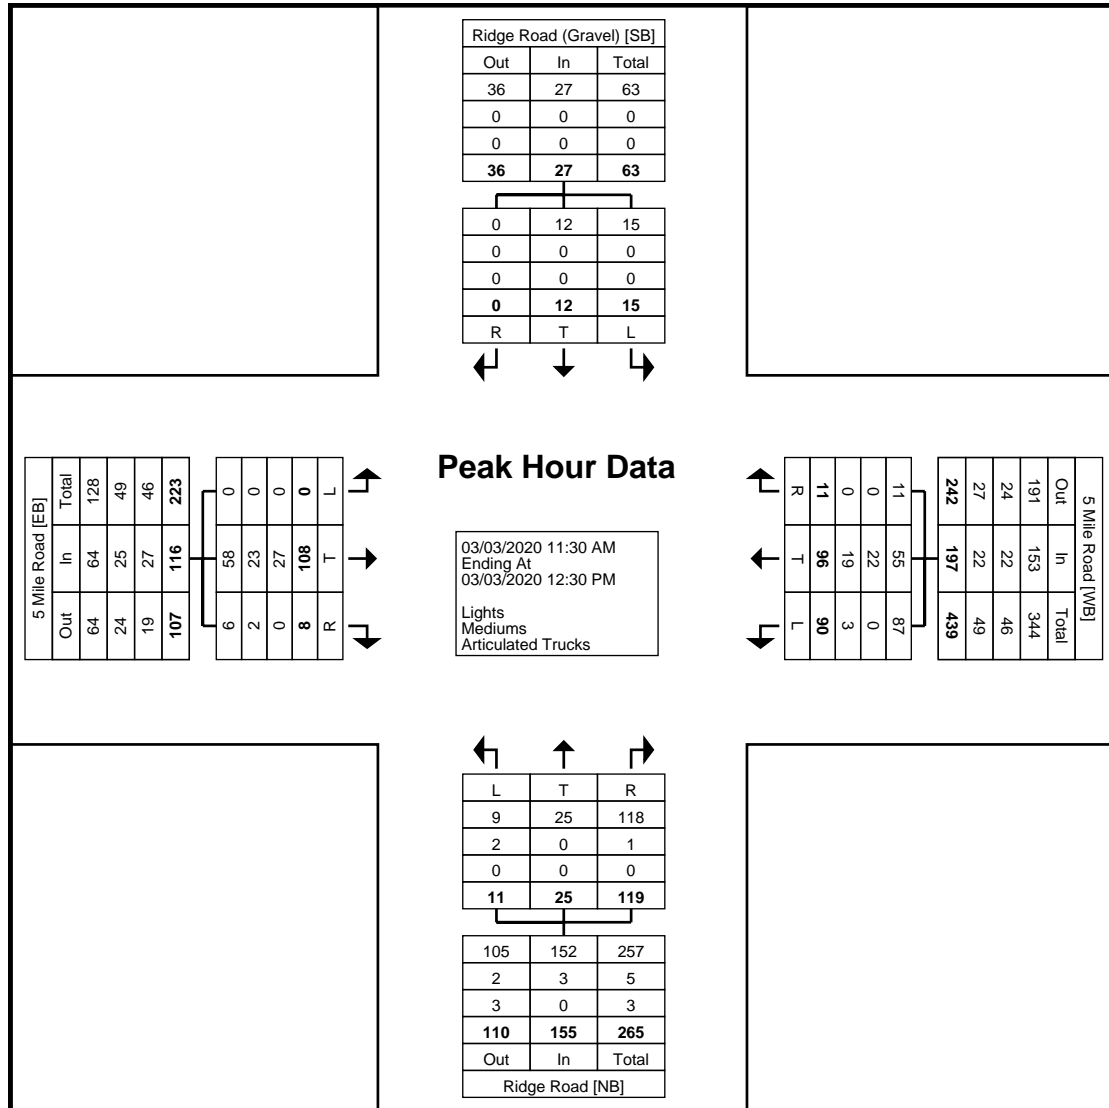 Ridge Road (Gravel) [SB]
Out In Total
36 27 63
0 0 0
0 0 0
36 27 63
0 12 15
0 0 0
0 0 0
0 12 15
R T L
5 Mile Road [EB]
Total In Out
128 64 64
49 25 24
46 27 19
223 116 107
0 58 6
0 23 2
0 27 0
0 108 8
L T R
Peak Hour Data
03/03/2020 11:30 AM
Ending At
03/03/2020 12:30 PM
Lights
Mediums
Articulated Trucks
5 Mile Road [WB]
Out In Total
191 153 344
24 22 46
27 22 49
242 197 439
11 55 87
0 22 0
0 19 3
11 96 90
R T L
L T R
9 25 118
2 0 1
0 0 0
11 25 119
105 152 257
2 3 5
3 0 3
110 155 265
Out In Total
Ridge Road [NB]